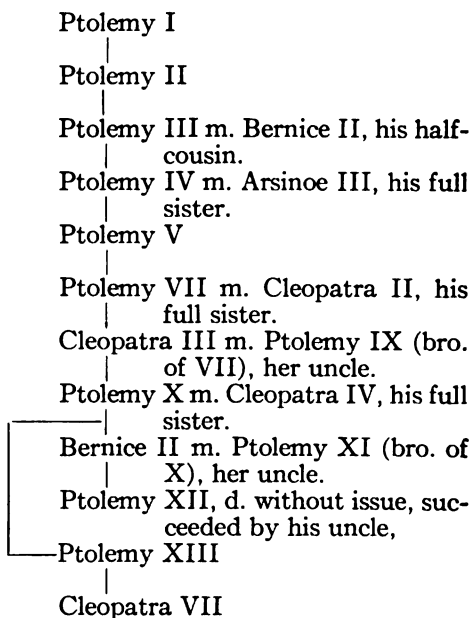 Ptolemy I
Ptolemy II
Ptolemy III m. Bernice II, his half-
cousin.
Ptolemy IV m. Arsinoe III, his full
sister.
Ptolemy V
Ptolemy VII m. Cleopatra II, his
full sister.
Cleopatra III m. Ptolemy IX (bro.
of VII), her uncle.
Ptolemy X m. Cleopatra IV, his full
sister.
Bernice II m. Ptolemy XI (bro. of
X), her uncle.
Ptolemy XII, d. without issue, suc-
ceeded by his uncle,
Ptolemy XIII
Cleopatra VII